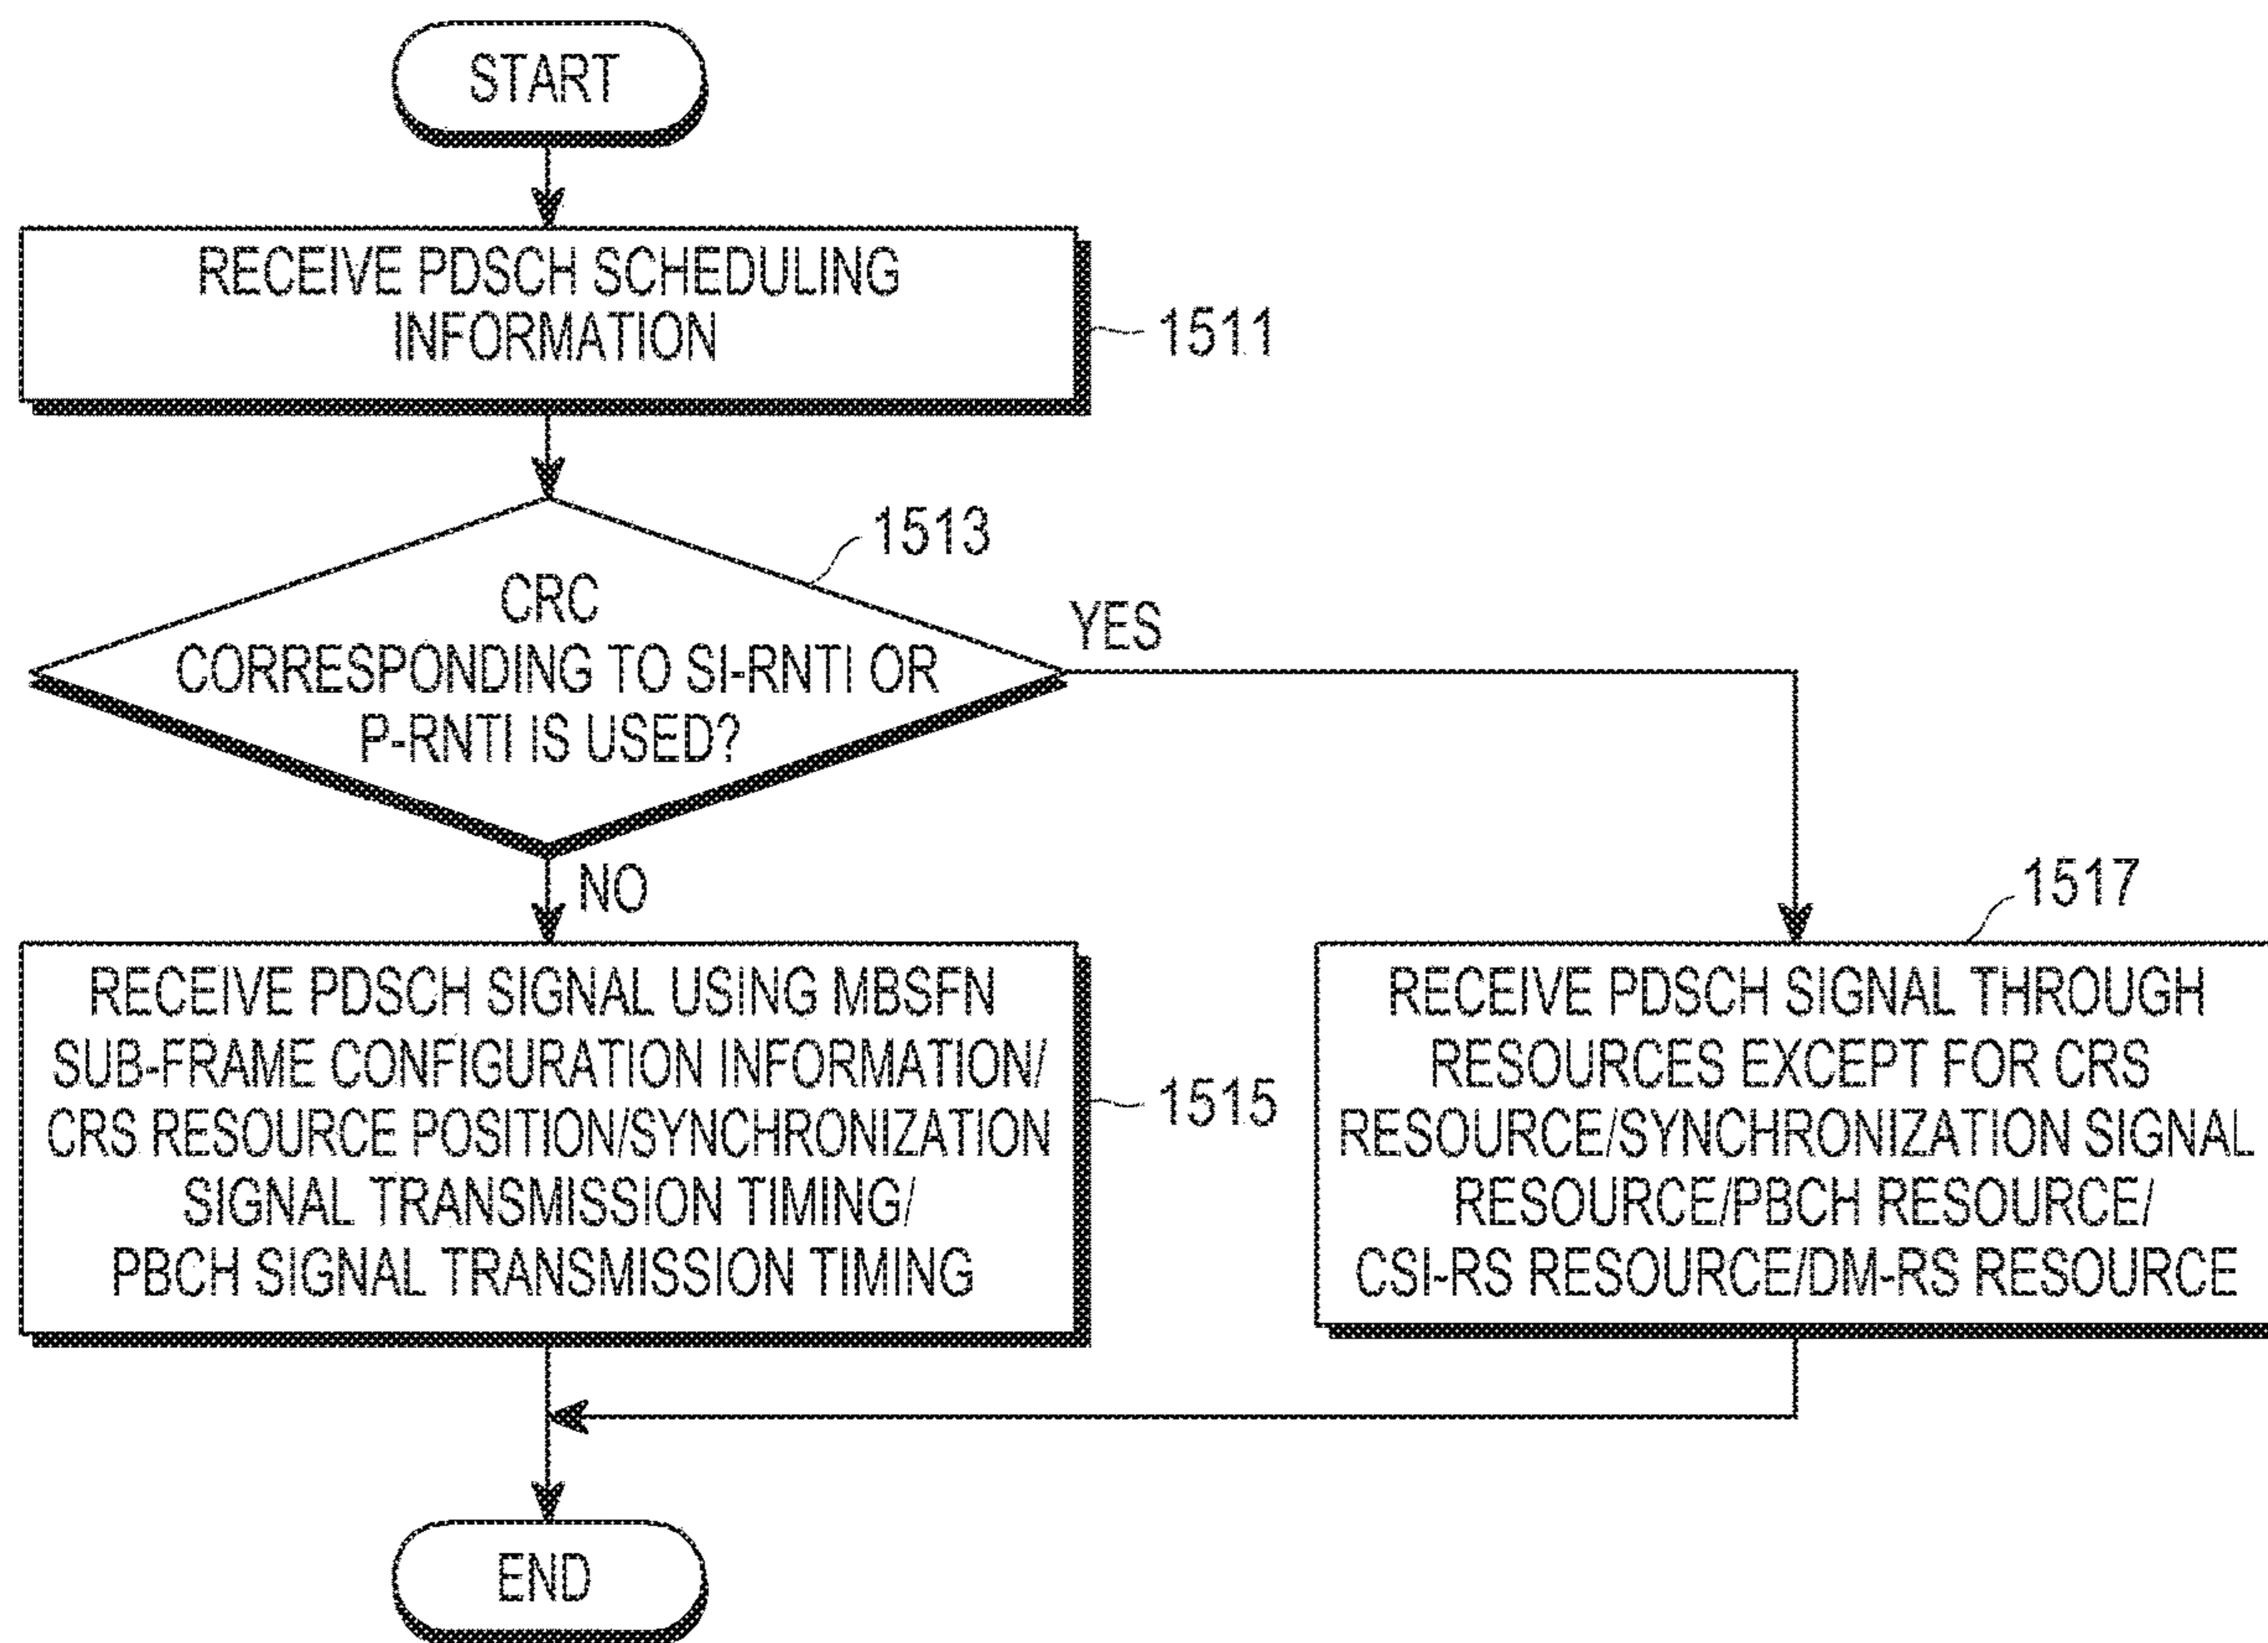 START
RECEIVE PDSCH SCHEDULING
INFORMATION
1511
1513
CRC
CORRESPONDING TO SI-RNTI OR
P-RNTI IS USED?
YES
NO
RECEIVE PDSCH SIGNAL USING MBSFN
SUB-FRAME CONFIGURATION INFORMATION/
CRS RESOURCE POSITION/SYNCHRONIZATION
SIGNAL TRANSMISSION TIMING/
PBCH SIGNAL TRANSMISSION TIMING
1515
1517
RECEIVE PDSCH SIGNAL THROUGH
RESOURCES EXCEPT FOR CRS
RESOURCE/SYNCHRONIZATION SIGNAL
RESOURCE/PBCH RESOURCE/
CSI-RS RESOURCE/DM-RS RESOURCE
END